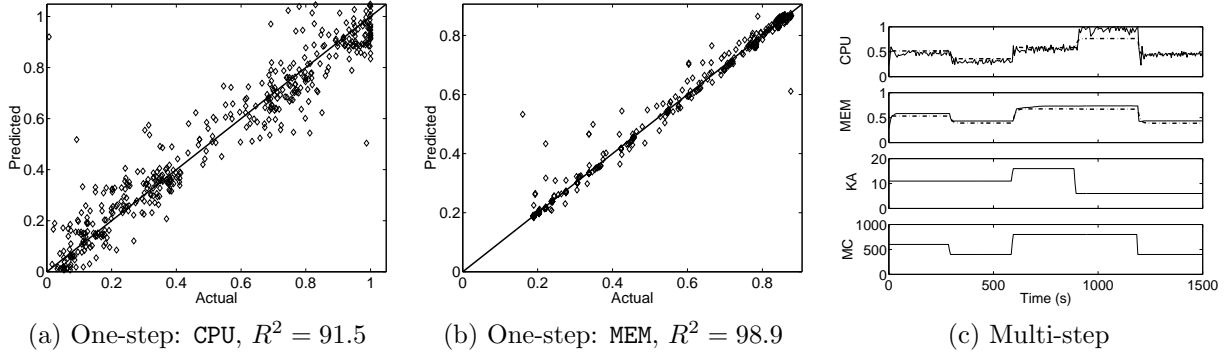 1
0.8
0.6
0.4
0.2
0
0 0.2 0.4 0.6 0.8 1
Predicted
Actual
(a) One-step: CPU, R² = 91.5
0.8
0.6
0.4
0.2
0
0 0.2 0.4 0.6 0.8
Predicted
Actual
(b) One-step: MEM, R² = 98.9
CPU
1
0.5
0
MEM
1
0.5
0
KA
20
10
0
MC
1000
500
0
0 500 1000 1500
Time (s)
(c) Multi-step